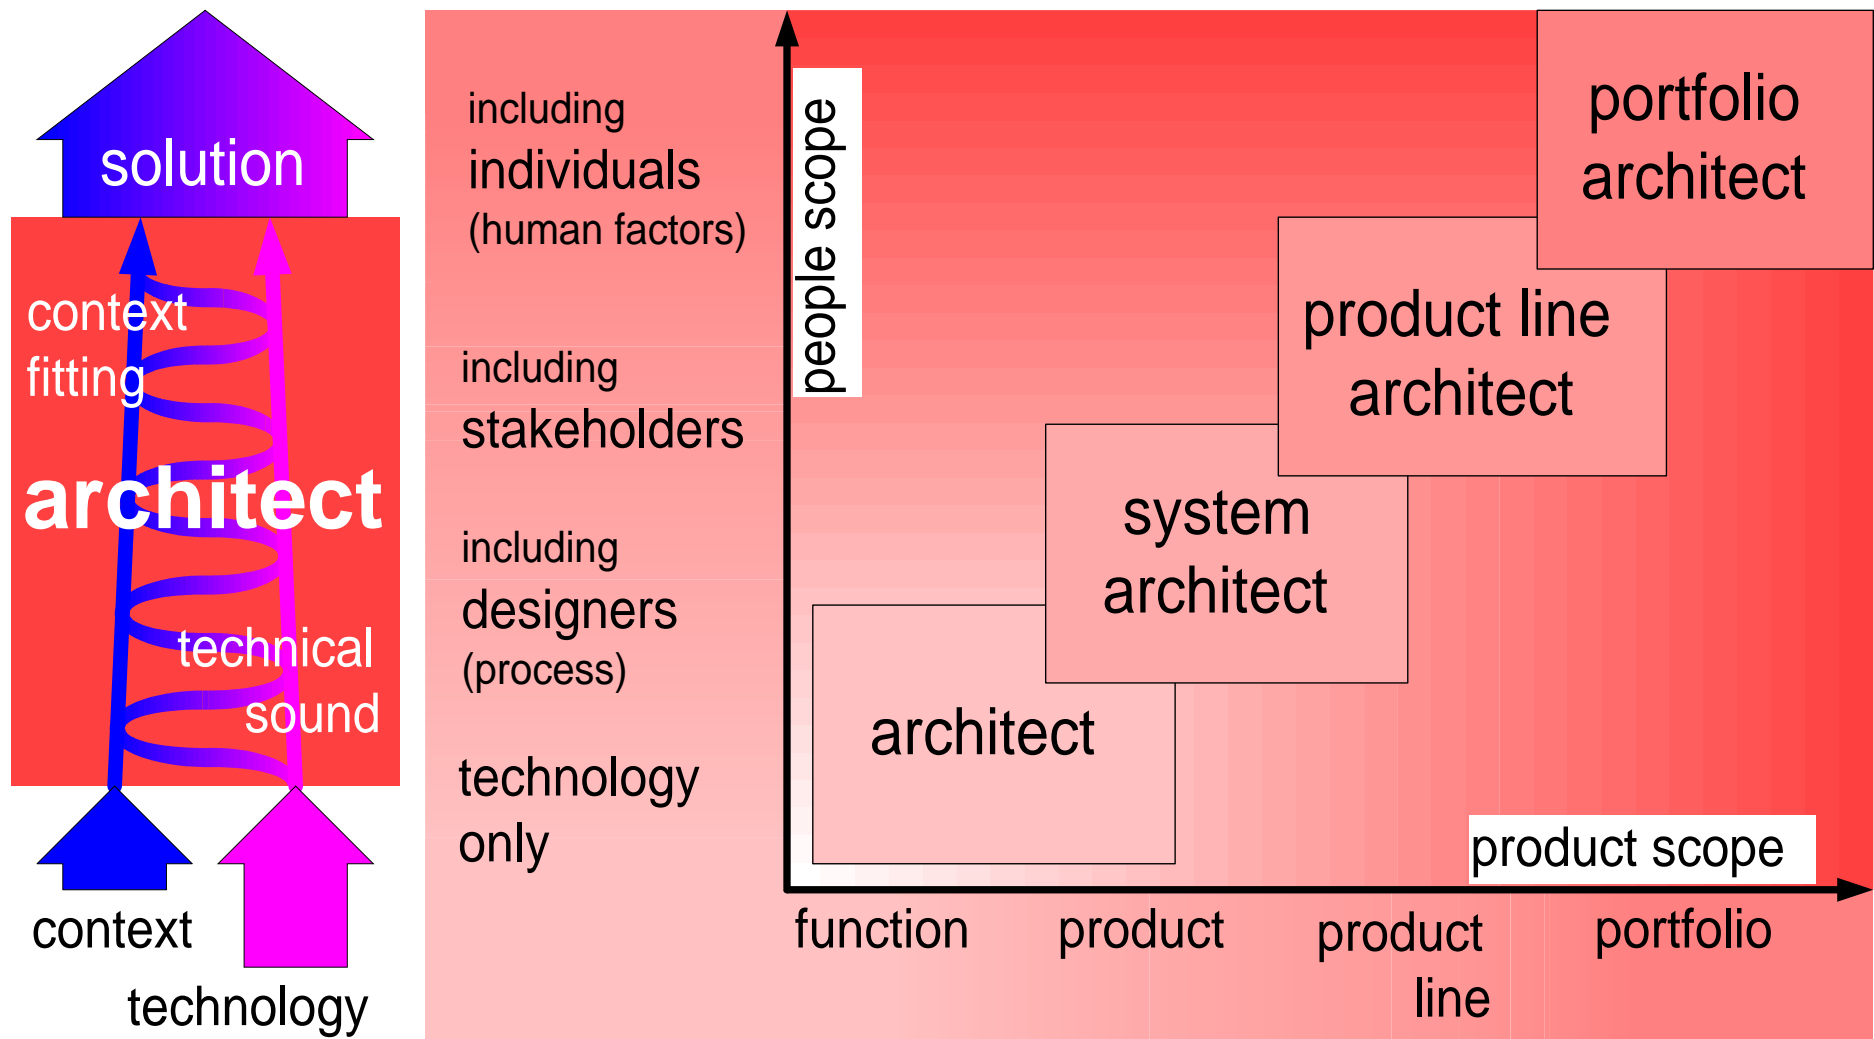 solution
context
fitting
architect
technical
sound
context
technology
including
individuals
(human factors)
including
stakeholders
including
designers
(process)
technology
only
people scope
portfolio
architect
product line
architect
system
architect
architect
product scope
function
product
product
line
portfolio